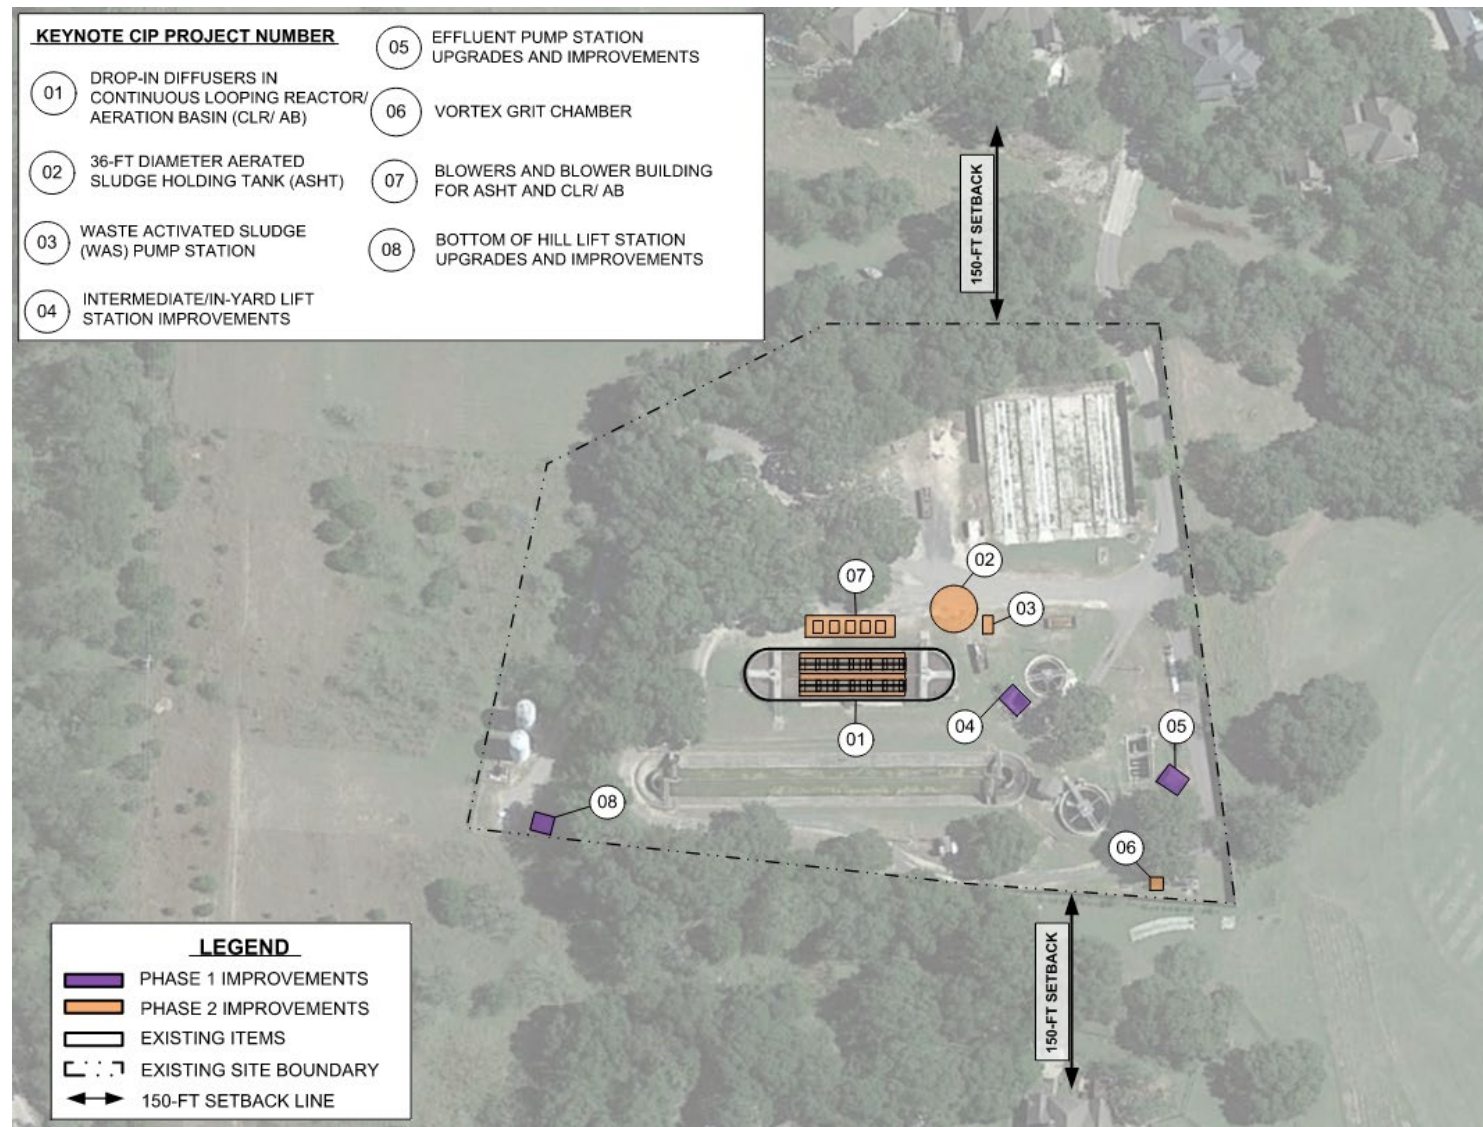 KEYNOTE CIP PROJECT NUMBER
01
DROP-IN DIFFUSERS IN
CONTINUOUS LOOPING REACTOR/
AERATION BASIN (CLR/ AB)
02
36-FT DIAMETER AERATED
SLUDGE HOLDING TANK (ASHT)
03
WASTE ACTIVATED SLUDGE
(WAS) PUMP STATION
04
INTERMEDIATE/IN-YARD LIFT
STATION IMPROVEMENTS
05
EFFLUENT PUMP STATION
UPGRADES AND IMPROVEMENTS
06
VORTEX GRIT CHAMBER
07
BLOWERS AND BLOWER BUILDING
FOR ASHT AND CLR/ AB
08
BOTTOM OF HILL LIFT STATION
UPGRADES AND IMPROVEMENTS
150-FT SETBACK
02
07
03
04
05
01
08
06
150-FT SETBACK
LEGEND
PHASE 1 IMPROVEMENTS
PHASE 2 IMPROVEMENTS
EXISTING ITEMS
EXISTING SITE BOUNDARY
150-FT SETBACK LINE